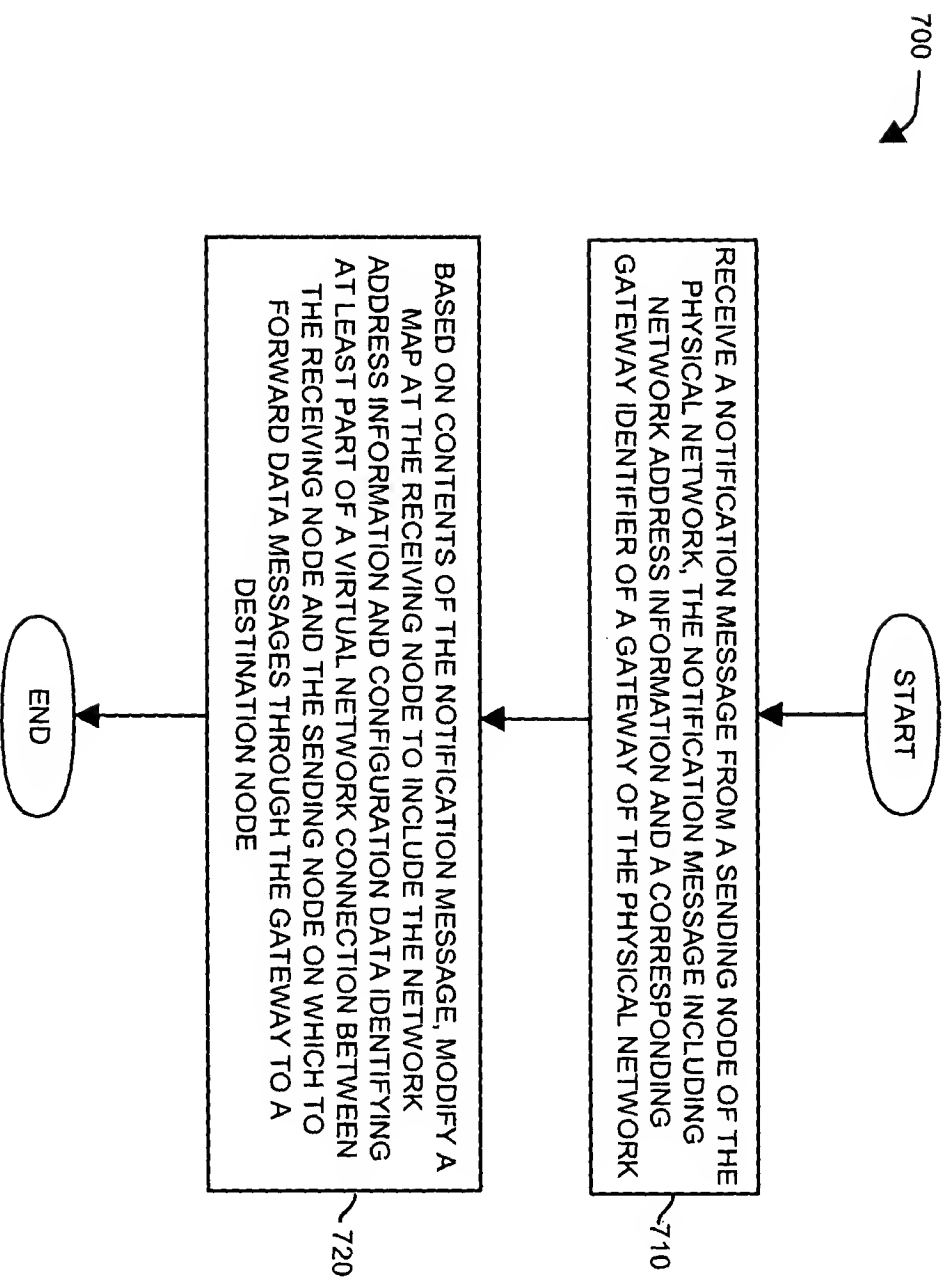 700
START
RECEIVE A NOTIFICATION MESSAGE FROM A SENDING NODE OF THE
PHYSICAL NETWORK, THE NOTIFICATION MESSAGE INCLUDING
NETWORK ADDRESS INFORMATION AND A CORRESPONDING
GATEWAY IDENTIFIER OF A GATEWAY OF THE PHYSICAL NETWORK
710
BASED ON CONTENTS OF THE NOTIFICATION MESSAGE, MODIFY A
MAP AT THE RECEIVING NODE TO INCLUDE THE NETWORK
ADDRESS INFORMATION AND CONFIGURATION DATA IDENTIFYING
AT LEAST PART OF A VIRTUAL NETWORK CONNECTION BETWEEN
THE RECEIVING NODE AND THE SENDING NODE ON WHICH TO
FORWARD DATA MESSAGES THROUGH THE GATEWAY TO A
DESTINATION NODE
720
END